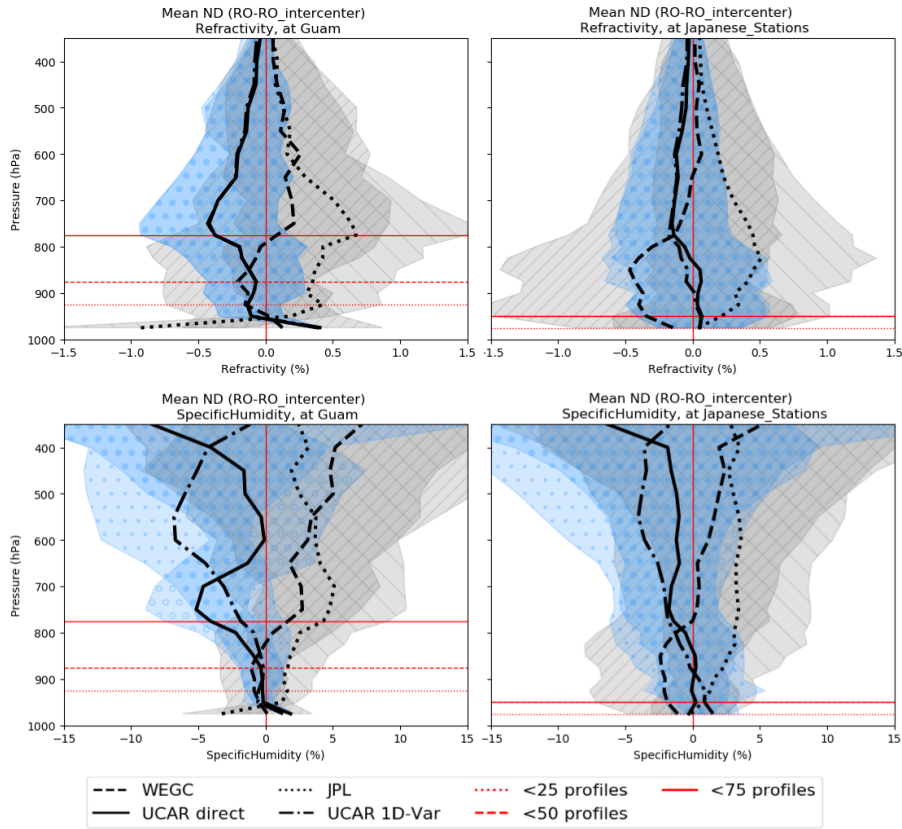 Mean ND (RO-RO_intercenter)
Refractivity, at Guam
Mean ND (RO-RO_intercenter)
Refractivity, at Japanese_Stations
Pressure (hPa)
400
500
600
700
800
900
1000
−1.5 −1.0 −0.5 0.0 0.5 1.0 1.5
Refractivity (%)
−1.5 −1.0 −0.5 0.0 0.5 1.0 1.5
Refractivity (%)
Mean ND (RO-RO_intercenter)
SpecificHumidity, at Guam
Mean ND (RO-RO_intercenter)
SpecificHumidity, at Japanese_Stations
Pressure (hPa)
400
500
600
700
800
900
1000
−15 −10 −5 0 5 10 15
SpecificHumidity (%)
−15 −10 −5 0 5 10 15
SpecificHumidity (%)
WEGC JPL <25 profiles <75 profiles
UCAR direct UCAR 1D-Var <50 profiles